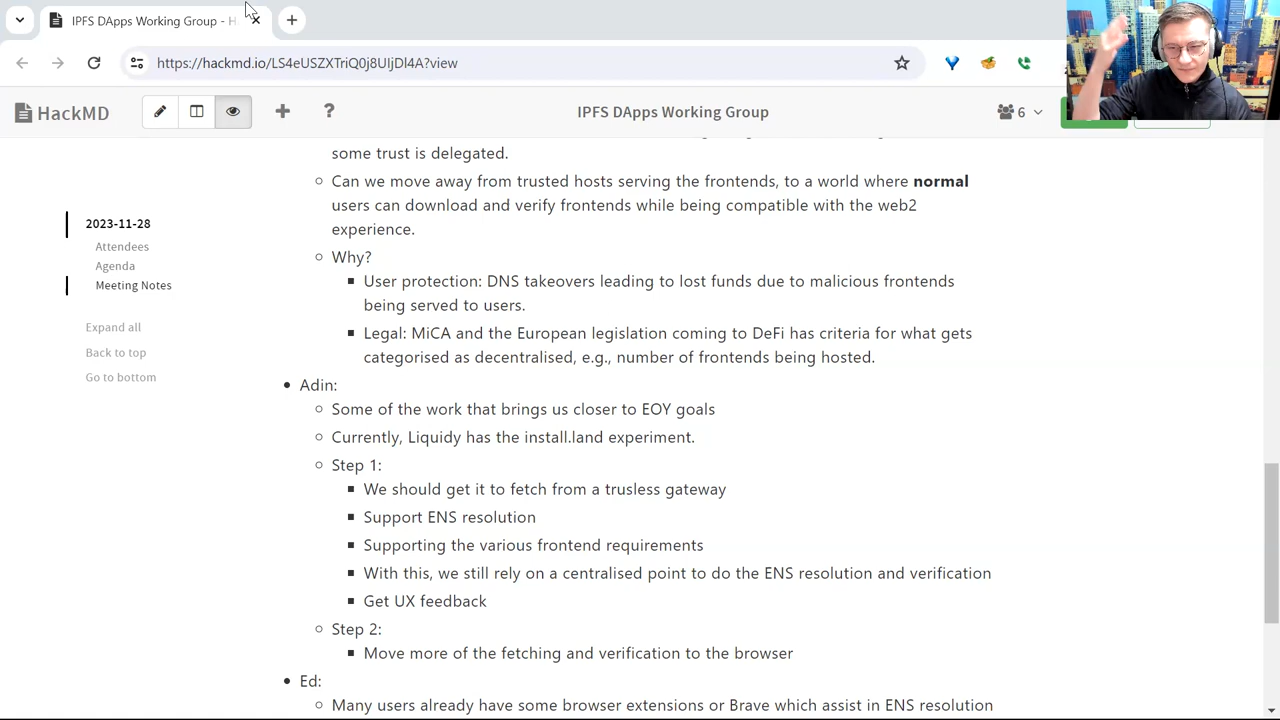 IPFS DApps Working Group - H
https://hackmd.io/LS4eUSZXTriQ0j8UIjDl4A?view
HackMD
IPFS DApps Working Group
6
some trust is delegated.
Can we move away from trusted hosts serving the frontends, to a world where normal
users can download and verify frontends while being compatible with the web2
experience.
2023-11-28
Attendees
Agenda
Meeting Notes
Expand all
Back to top
Go to bottom
Why?
User protection: DNS takeovers leading to lost funds due to malicious frontends
being served to users.
Legal: MiCA and the European legislation coming to DeFi has criteria for what gets
categorised as decentralised, e.g., number of frontends being hosted.
Adin:
Some of the work that brings us closer to EOY goals
Currently, Liquidy has the install.land experiment.
Step 1:
We should get it to fetch from a trusless gateway
Support ENS resolution
Supporting the various frontend requirements
With this, we still rely on a centralised point to do the ENS resolution and verification
Get UX feedback
Step 2:
Move more of the fetching and verification to the browser
Ed:
Many users already have some browser extensions or Brave which assist in ENS resolution